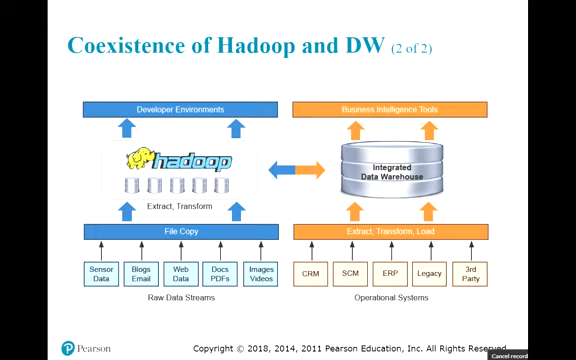 Coexistence of Hadoop and DW (2 of 2)
Developer Environments
Business Intelligence Tools
hadoop
Integrated
Data Warehouse
Extract, Transform
File Copy
Extract, Transform, Load
Sensor
Data
Blogs
Email
Web
Data
Docs
PDFs
Images
Videos
CRM
SCM
ERP
Legacy
3rd
Party
Raw Data Streams
Operational Systems
Pearson
Copyright © 2018, 2014, 2011 Pearson Education, Inc. All Rights Reserved
Cancel record